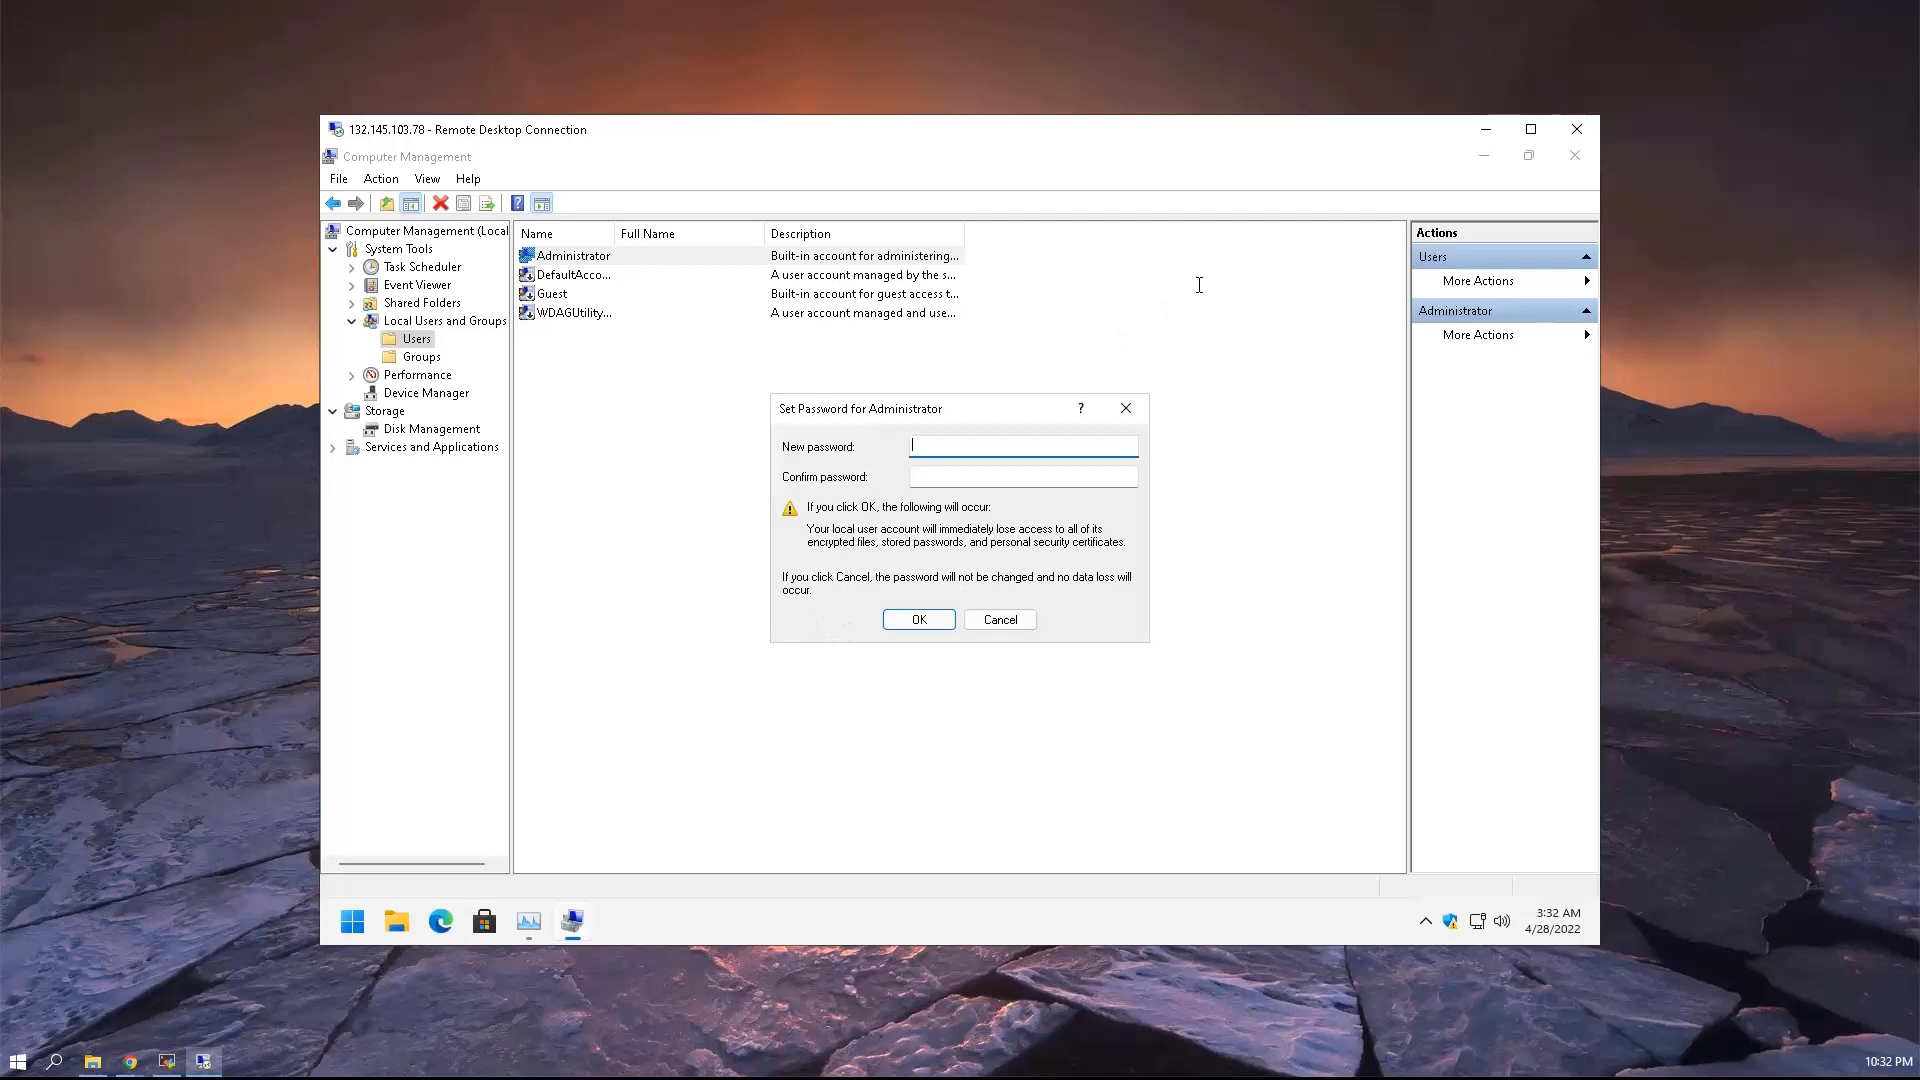 132.145.103.78 - Remote Desktop Connection
Computer Management
File Action View Help
Computer Management (Local
System Tools
Task Scheduler
Event Viewer
Shared Folders
Local Users and Groups
Users
Groups
Performance
Device Manager
Storage
Disk Management
Services and Applications
Name Full Name Description
Administrator Built-in account for administering...
DefaultAcco... A user account managed by the s...
Guest Built-in account for guest access t...
WDAGUtility... A user account managed and use...
Actions
Users
More Actions
Administrator
More Actions
Set Password for Administrator
?
New password:
Confirm password:
If you click OK, the following will occur:
Your local user account will immediately lose access to all of its
encrypted files, stored passwords, and personal security certificates.
If you click Cancel, the password will not be changed and no data loss will
occur.
OK Cancel
3:32 AM
4/28/2022
10:32 PM